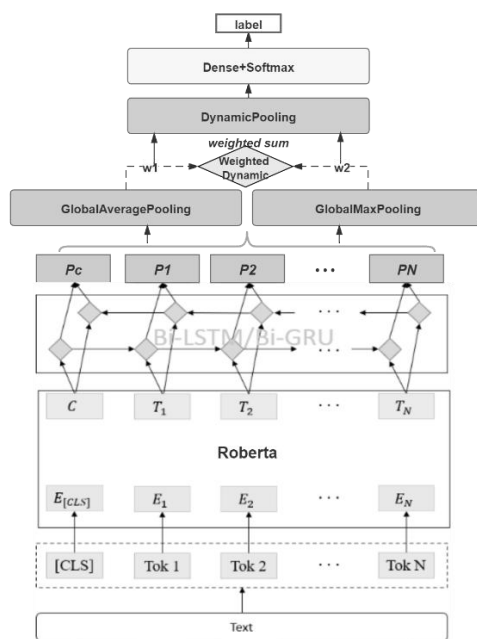 label
Dense+Softmax
DynamicPooling
weighted sum
w1 Weighted Dynamic w2
GlobalAveragePooling GlobalMaxPooling
Pc P1 P2 ... PN
Bi-LSTM/Bi-GRU
C T1 T2 ... TN
Roberta
E[CLS] E1 E2 ... EN
[CLS] Tok 1 Tok 2 ... Tok N
Text